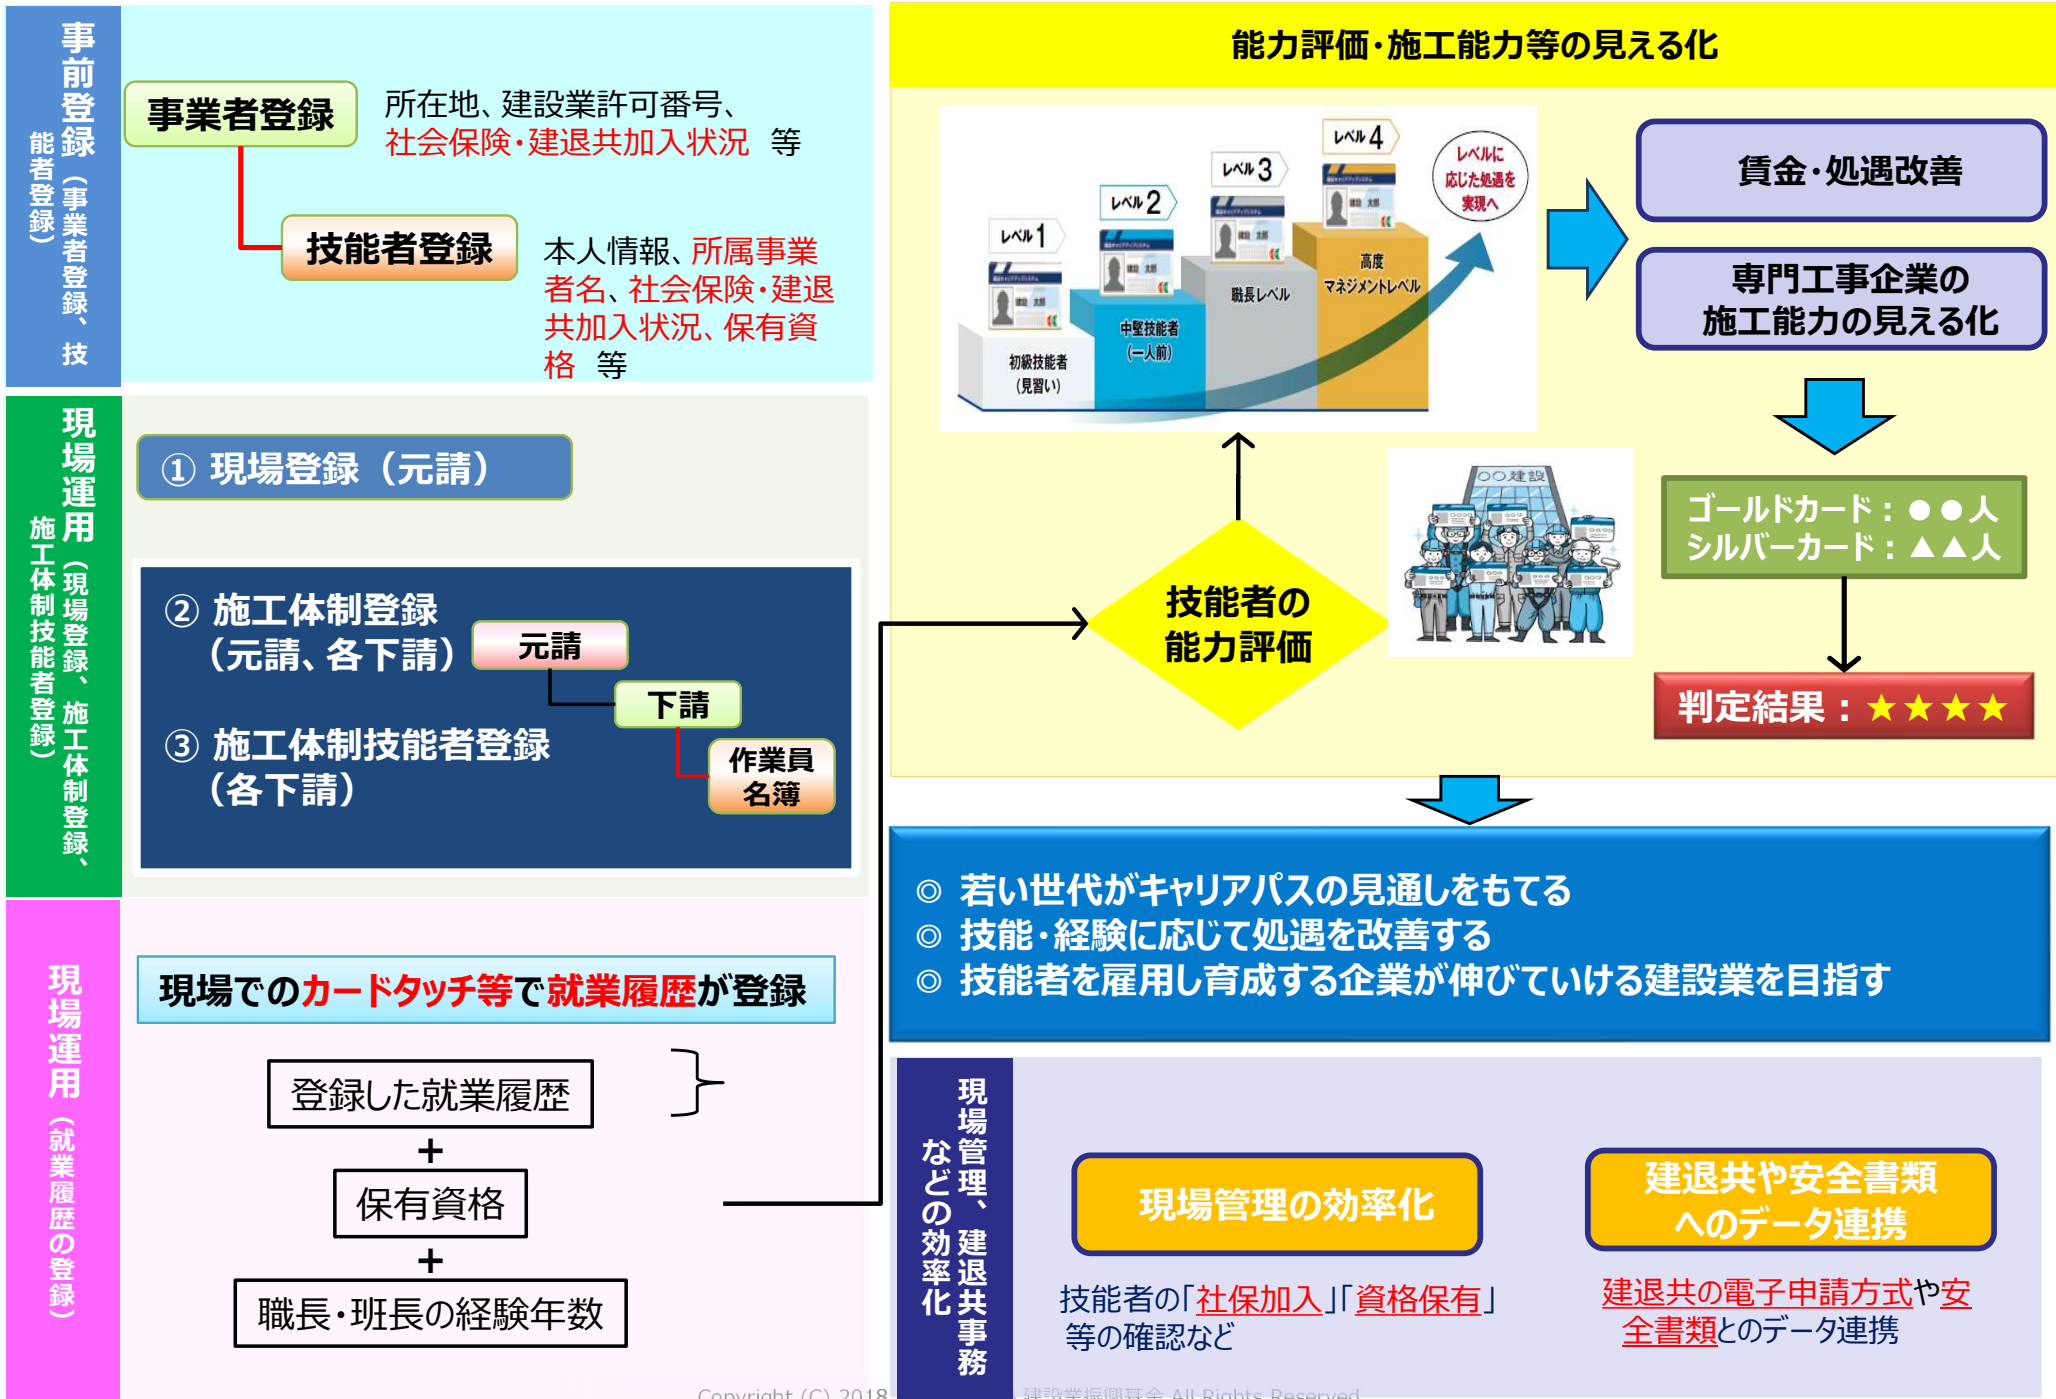 事前登録（事業者登録、技
能者登録）
事業者登録
所在地、建設業許可番号、
社会保険・建退共加入状況　等
技能者登録
本人情報、所属事業
者名、社会保険・建退
共加入状況、保有資
格　等
現場運用（現場登録、施工体制登録、
施工体制技能者登録）
① 現場登録（元請）
② 施工体制登録
（元請、各下請）
元請
下請
③ 施工体制技能者登録
（各下請）
作業員
名簿
現場運用（就業履歴の登録）
現場でのカードタッチ等で就業履歴が登録
登録した就業履歴
+
保有資格
+
職長・班長の経験年数
能力評価・施工能力等の見える化
レベル1
レベル2
レベル3
レベル4
レベルに
応じた処遇を
実現へ
初級技能者
（見習い）
中堅技能者
（一人前）
職長レベル
高度
マネジメントレベル
賃金・処遇改善
専門工事企業の
施工能力の見える化
技能者の
能力評価
〇〇建設
ゴールドカード：●●人
シルバーカード：▲▲人
判定結果：★★★★
◎ 若い世代がキャリアパスの見通しをもてる
◎ 技能・経験に応じて処遇を改善する
◎ 技能者を雇用し育成する企業が伸びていける建設業を目指す
現場管理、建退共事務
などの効率化
現場管理の効率化
技能者の「社保加入」「資格保有」
等の確認など
建退共や安全書類
へのデータ連携
建退共の電子申請方式や安
全書類とのデータ連携
Copyright (C) 2018
建設業振興基金 All Rights Reserved